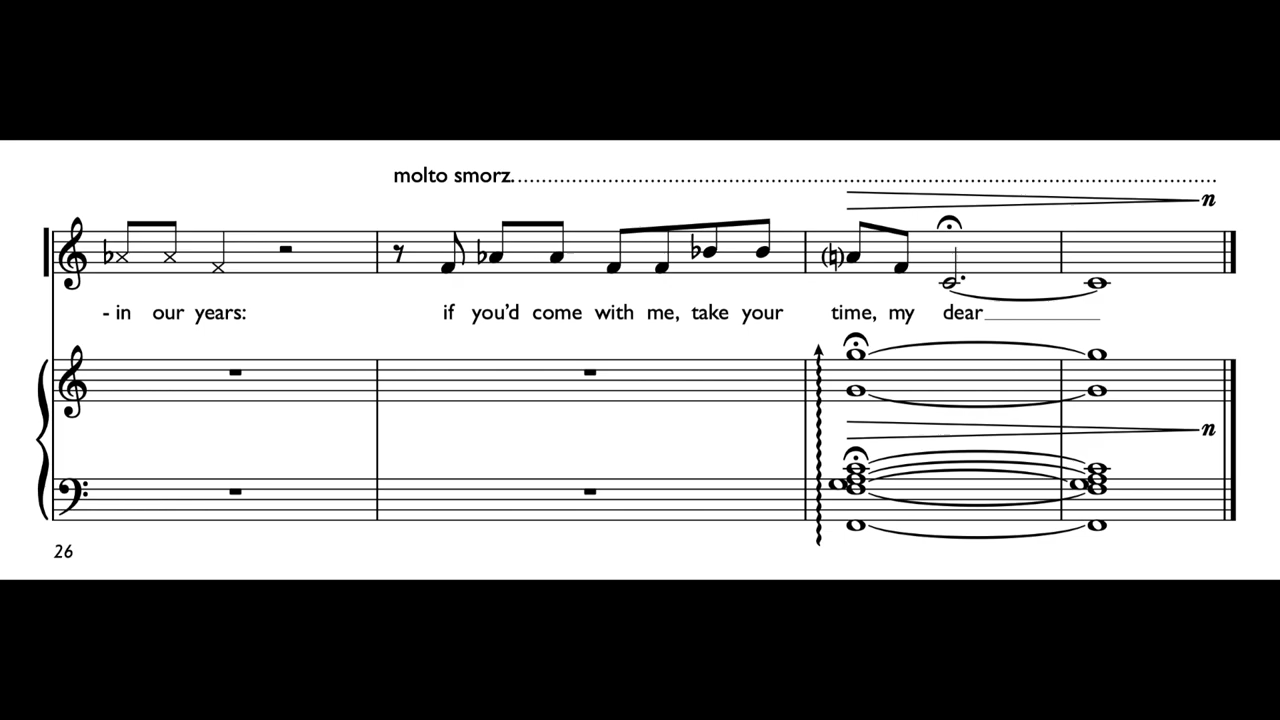 molto smorz.
n
- in our years: if you'd come with me, take your time, my dear
n
26